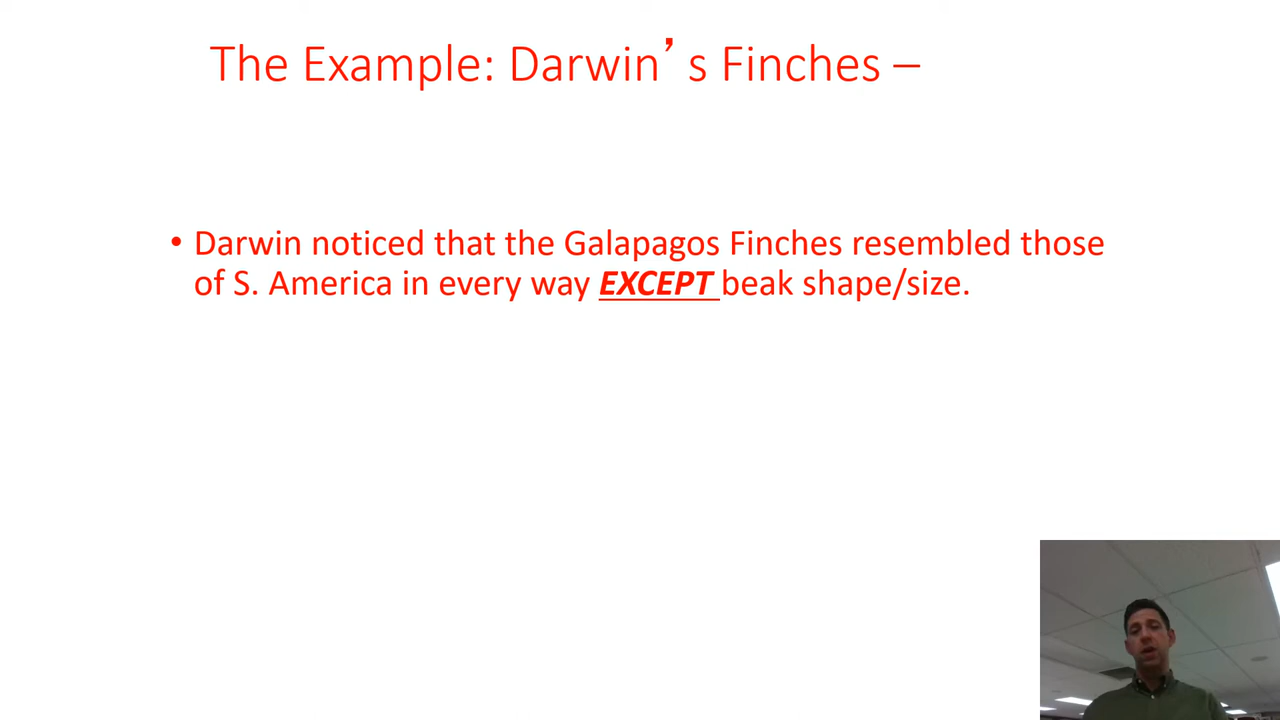 The Example: Darwin’s Finches –
• Darwin noticed that the Galapagos Finches resembled those
of S. America in every way EXCEPT beak shape/size.